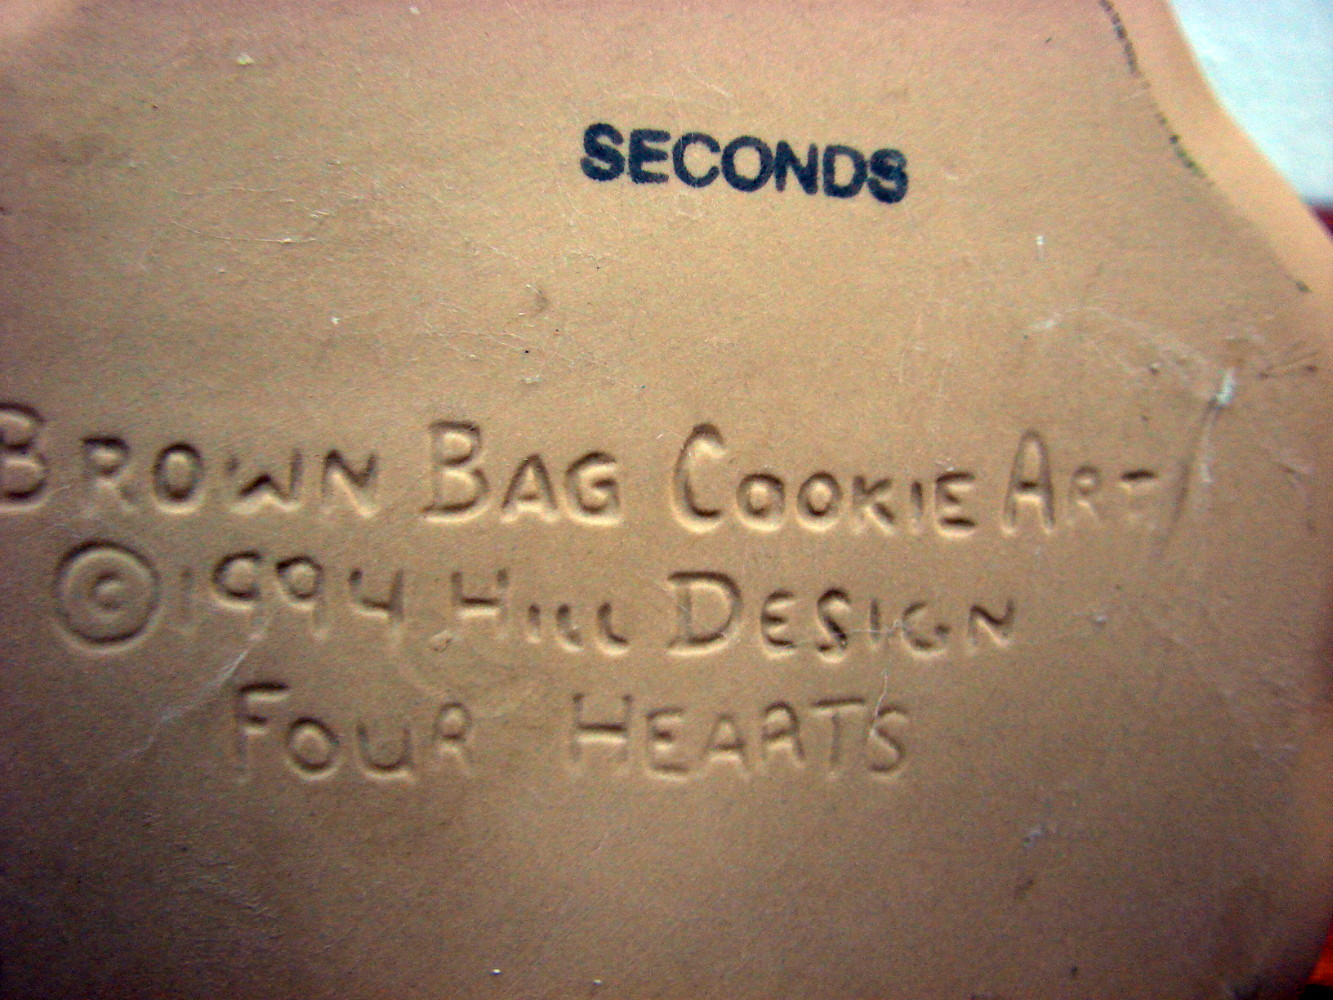 SECONDS
BROWN BAG COOKIE ART
©1994 HILL DESIGN
FOUR HEARTS